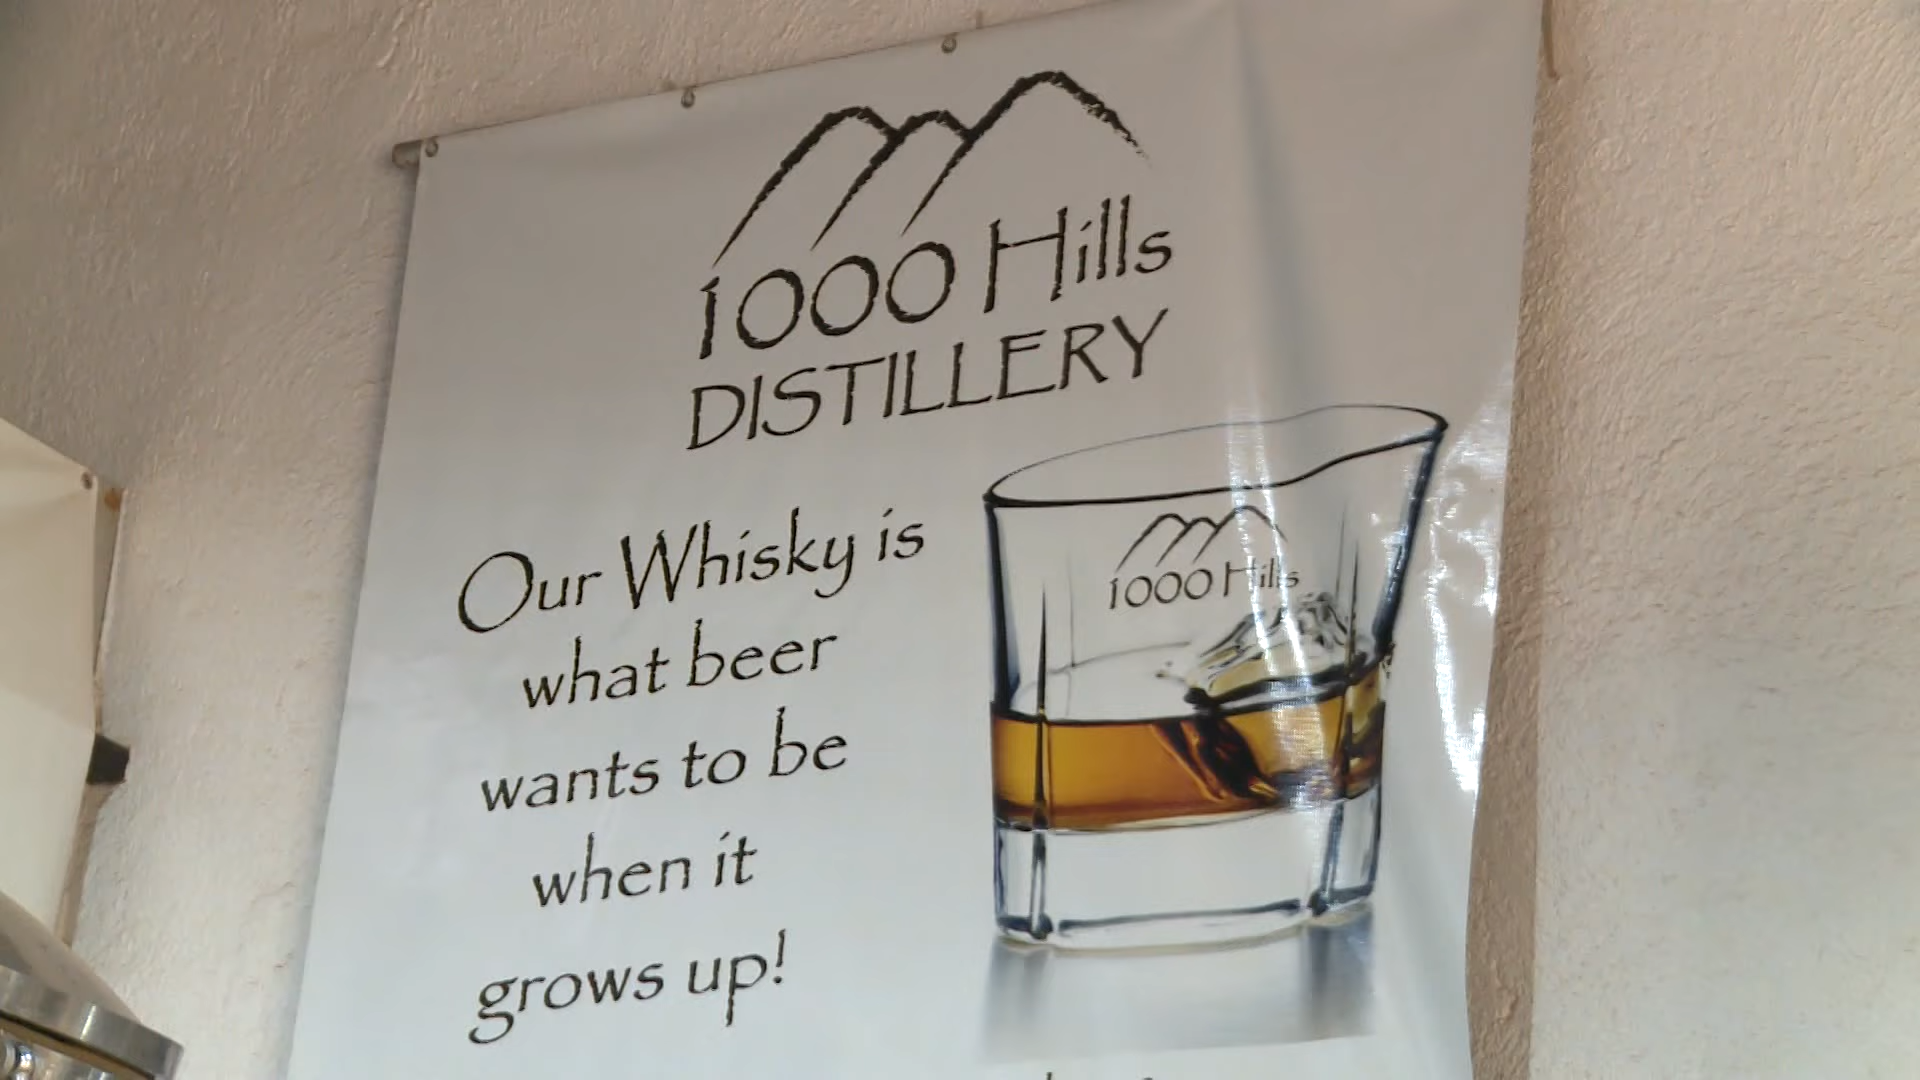 1000 Hills
DISTILLERY
Our Whisky is
what beer
wants to be
when it
grows up!
1000 Hills